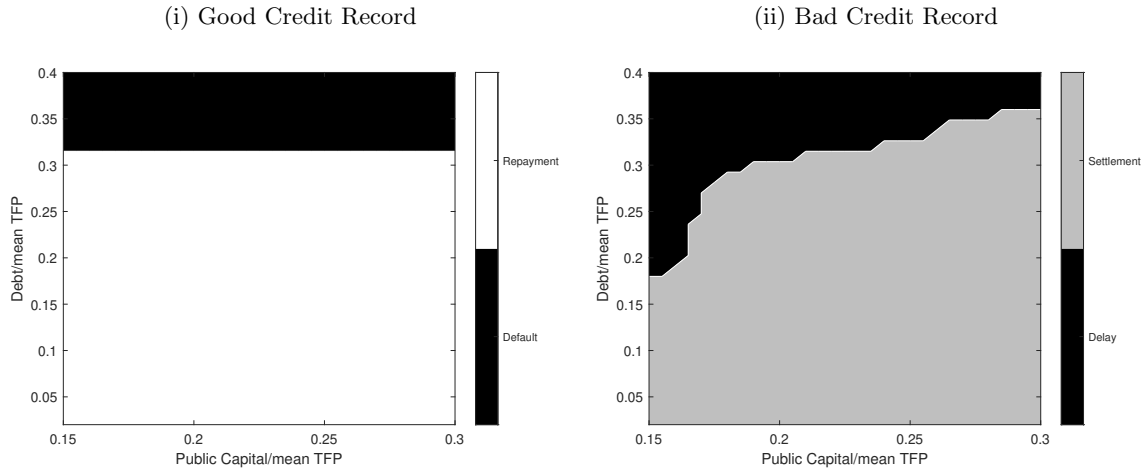 (i) Good Credit Record
0.4
0.35
0.3
0.25
0.2
0.15
0.1
0.05
Debt/mean TFP
0.15
0.2
0.25
0.3
Public Capital/mean TFP
Repayment
Default
(ii) Bad Credit Record
0.4
0.35
0.3
0.25
0.2
0.15
0.1
0.05
Debt/mean TFP
0.15
0.2
0.25
0.3
Public Capital/mean TFP
Settlement
Delay